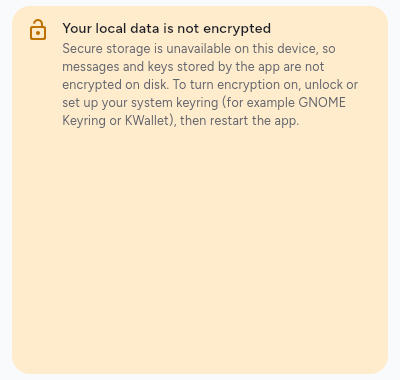 Your local data is not encrypted
Secure storage is unavailable on this device, so
messages and keys stored by the app are not
encrypted on disk. To turn encryption on, unlock or
set up your system keyring (for example GNOME
Keyring or KWallet), then restart the app.